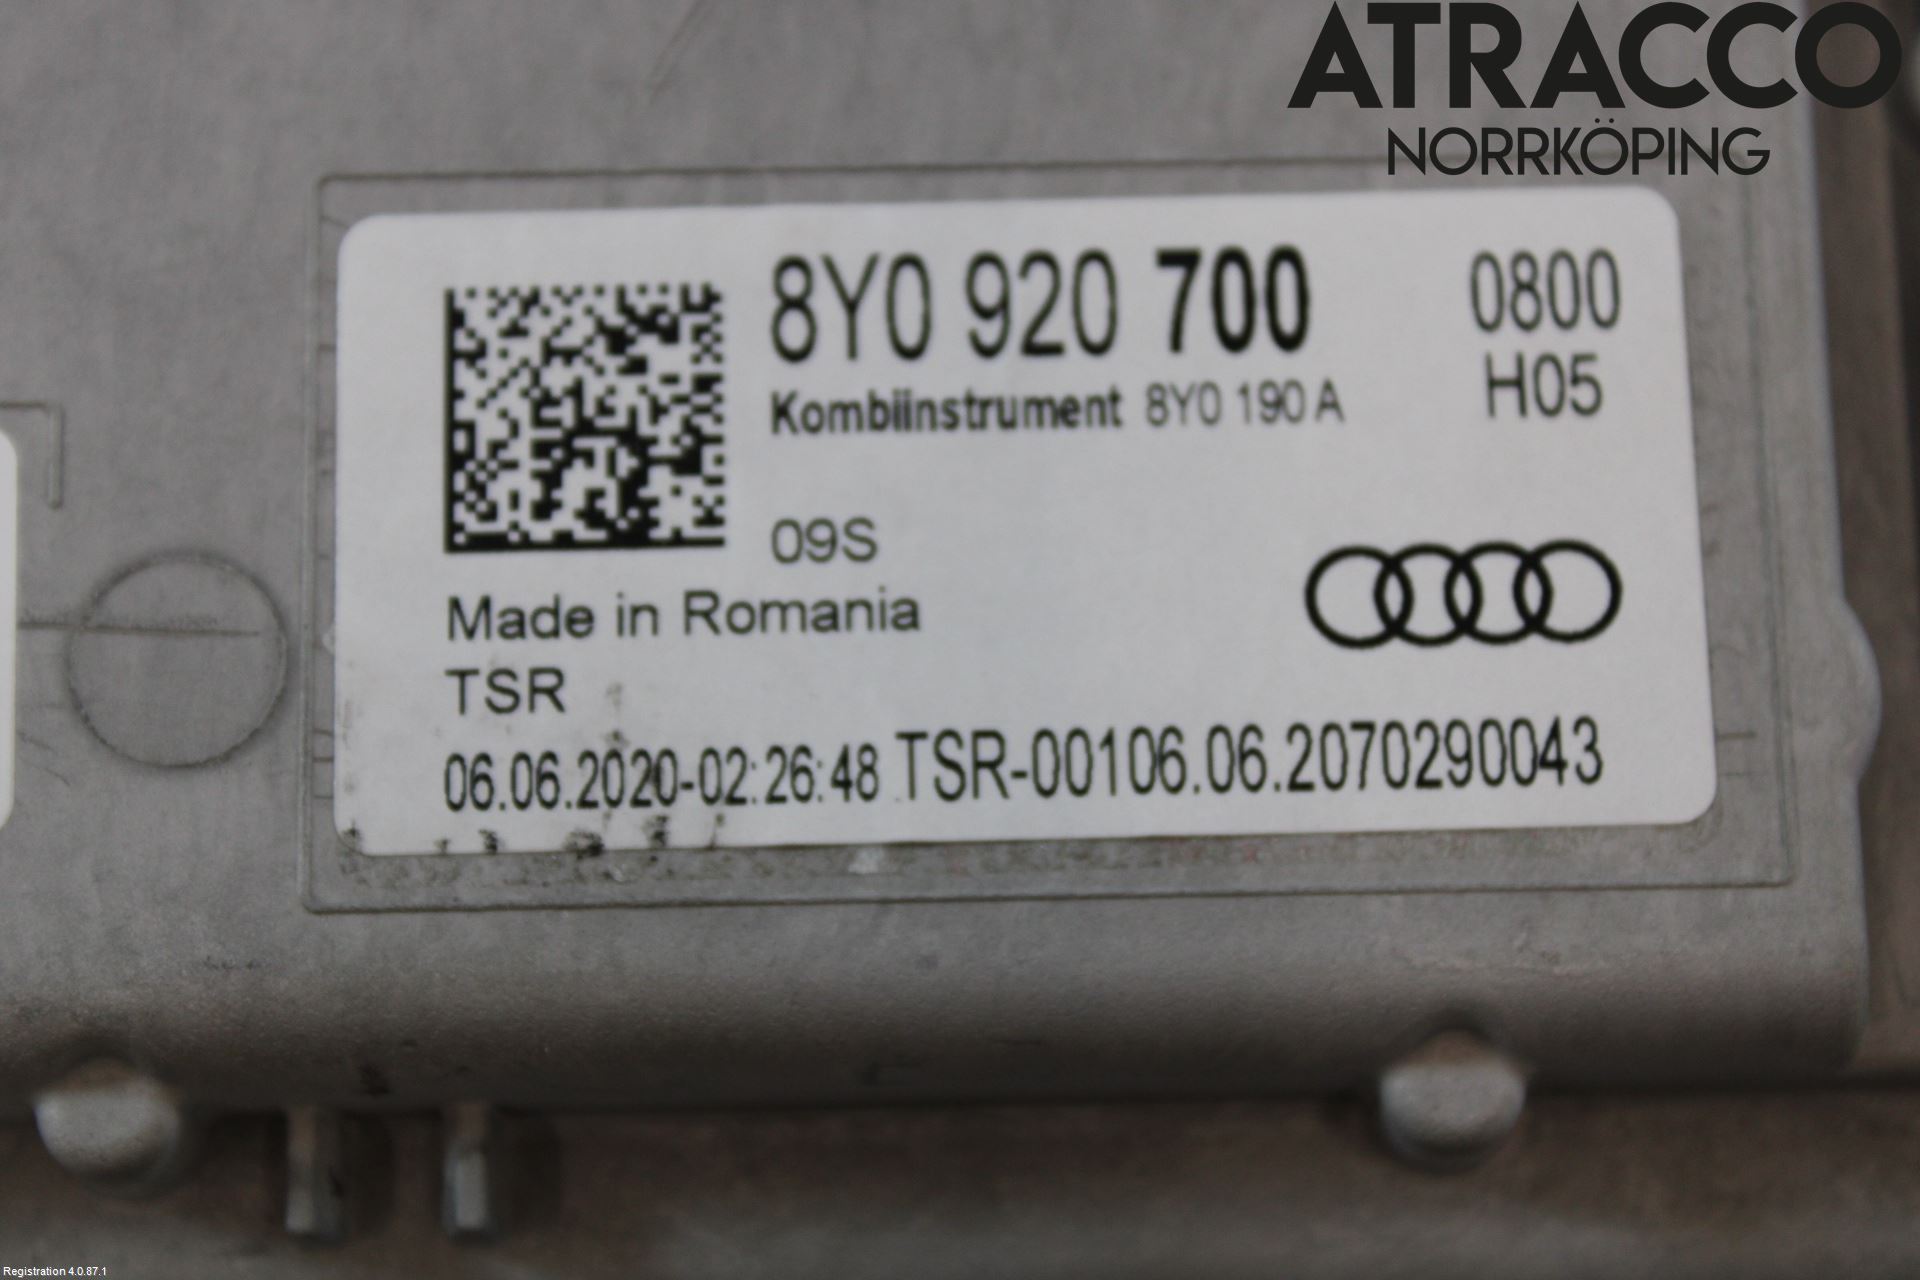 ATRACCO
NORRKÖPING
8Y0 920 700 0800
Kombiinstrument 8Y0 190 A H05
09S
Made in Romania
TSR
06.06.2020-02:26:48 TSR-00106.06.2070290043
Registration 4.0.87.1